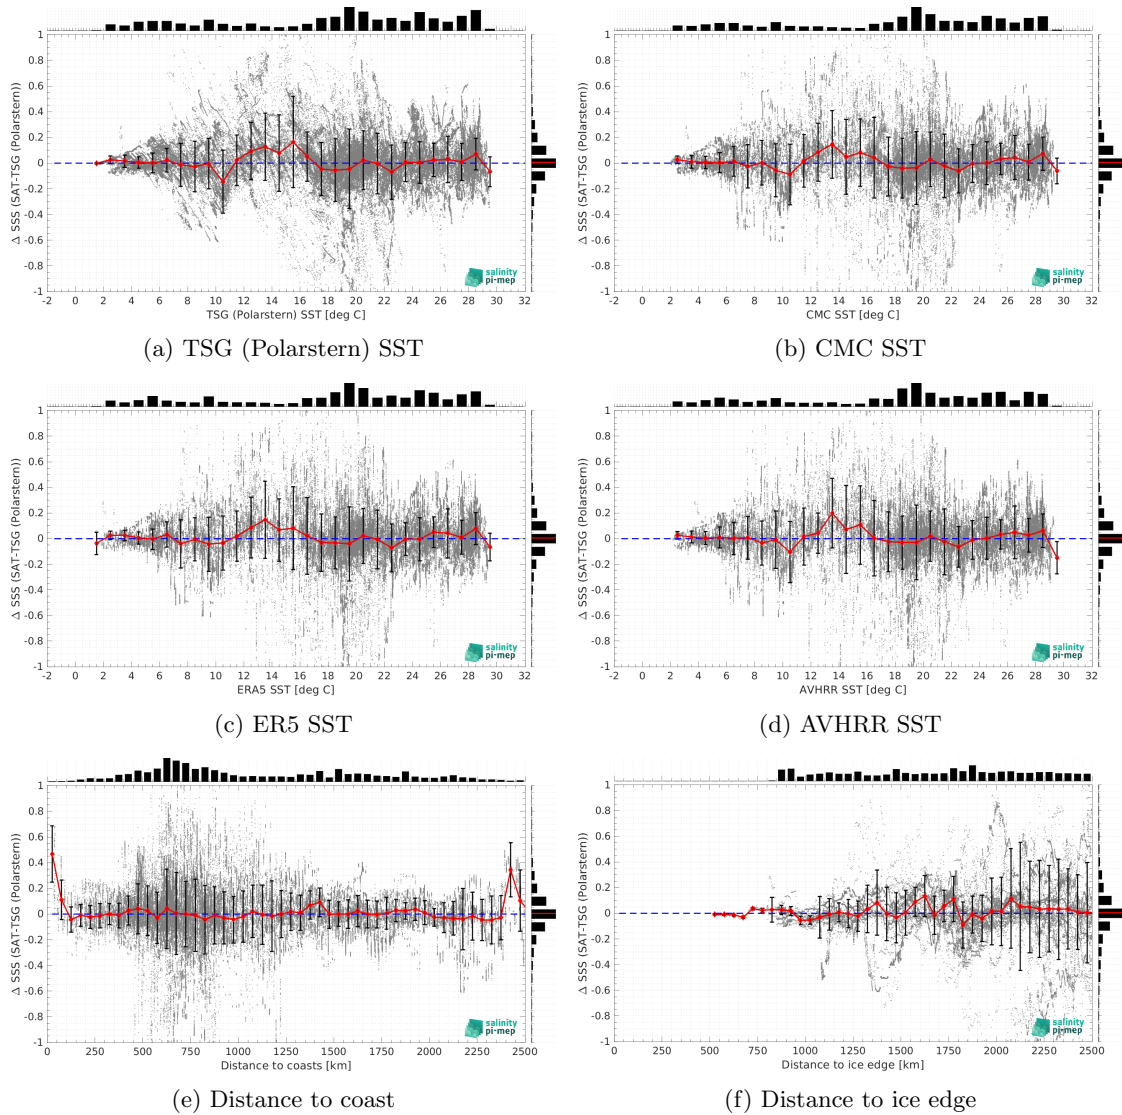 Δ SSS (SAT-TSG (Polarstern))
1
0.8
0.6
0.4
0.2
0
-0.2
-0.4
-0.6
-0.8
-1
salinity
pi-mep
-2 0 2 4 6 8 10 12 14 16 18 20 22 24 26 28 30 32
TSG (Polarstern) SST [deg C]
(a) TSG (Polarstern) SST
Δ SSS (SAT-TSG (Polarstern))
1
0.8
0.6
0.4
0.2
0
-0.2
-0.4
-0.6
-0.8
-1
salinity
pi-mep
-2 0 2 4 6 8 10 12 14 16 18 20 22 24 26 28 30 32
CMC SST [deg C]
(b) CMC SST
Δ SSS (SAT-TSG (Polarstern))
1
0.8
0.6
0.4
0.2
0
-0.2
-0.4
-0.6
-0.8
-1
salinity
pi-mep
-2 0 2 4 6 8 10 12 14 16 18 20 22 24 26 28 30 32
ERA5 SST [deg C]
(c) ER5 SST
Δ SSS (SAT-TSG (Polarstern))
1
0.8
0.6
0.4
0.2
0
-0.2
-0.4
-0.6
-0.8
-1
salinity
pi-mep
-2 0 2 4 6 8 10 12 14 16 18 20 22 24 26 28 30 32
AVHRR SST [deg C]
(d) AVHRR SST
Δ SSS (SAT-TSG (Polarstern))
1
0.8
0.6
0.4
0.2
0
-0.2
-0.4
-0.6
-0.8
-1
salinity
pi-mep
0 250 500 750 1000 1250 1500 1750 2000 2250 2500
Distance to coasts [km]
(e) Distance to coast
Δ SSS (SAT-TSG (Polarstern))
1
0.8
0.6
0.4
0.2
0
-0.2
-0.4
-0.6
-0.8
-1
salinity
pi-mep
0 250 500 750 1000 1250 1500 1750 2000 2250 2500
Distance to ice edge [km]
(f) Distance to ice edge